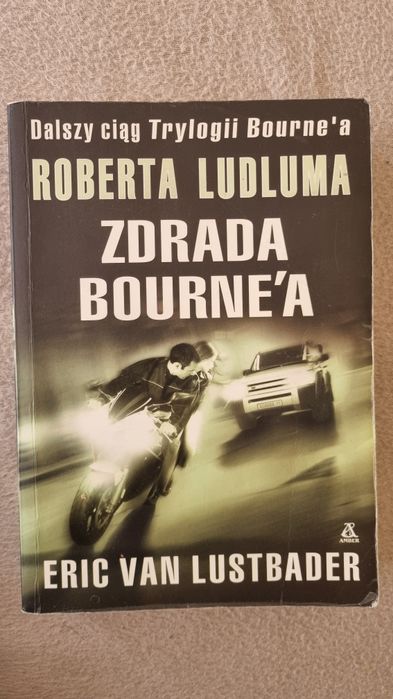 Dalszy ciąg Trylogii Bourne'a
ROBERTA LUDLUMA
ZDRADA
BOURNE'A
AMBER
ERIC VAN LUSTBADER